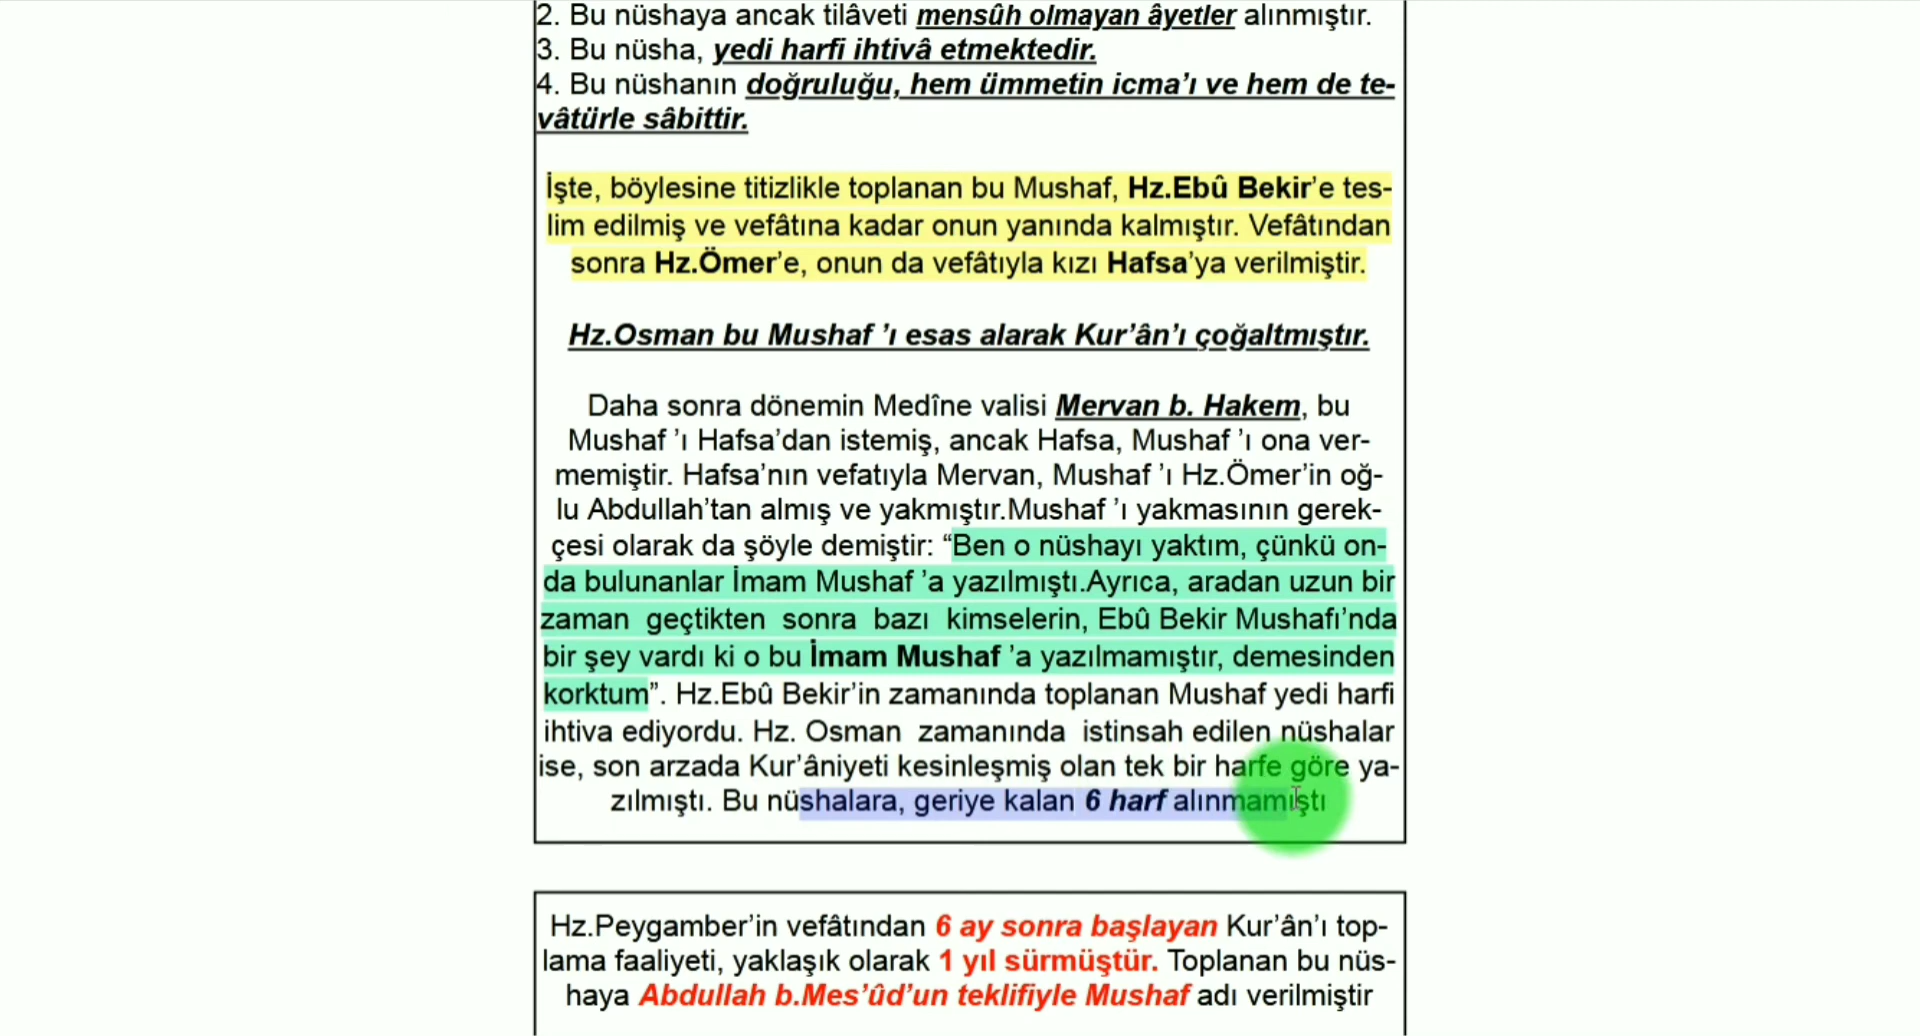 2. Bu nüshaya ancak tilâveti mensûh olmayan âyetler alınmıştır.
3. Bu nüsha, yedi harfi ihtivâ etmektedir.
4. Bu nüshanın doğruluğu, hem ümmetin icma’ı ve hem de te-
vâtürle sâbittir.
İşte, böylesine titizlikle toplanan bu Mushaf, Hz.Ebû Bekir’e tes-
lim edilmiş ve vefâtına kadar onun yanında kalmıştır. Vefâtından
sonra Hz.Ömer’e, onun da vefâtıyla kızı Hafsa’ya verilmiştir.
Hz.Osman bu Mushaf ’ı esas alarak Kur’ân’ı çoğaltmıştır.
Daha sonra dönemin Medîne valisi Mervan b. Hakem, bu
Mushaf ’ı Hafsa’dan istemiş, ancak Hafsa, Mushaf ’ı ona ver-
memiştir. Hafsa’nın vefatıyla Mervan, Mushaf ’ı Hz.Ömer’in oğ-
lu Abdullah’tan almış ve yakmıştır.Mushaf ’ı yakmasının gerek-
çesi olarak da şöyle demiştir: “Ben o nüshayı yaktım, çünkü on-
da bulunanlar İmam Mushaf ’a yazılmıştı.Ayrıca, aradan uzun bir
zaman geçtikten sonra bazı kimselerin, Ebû Bekir Mushafı’nda
bir şey vardı ki o bu İmam Mushaf ’a yazılmamıştır, demesinden
korktum”. Hz.Ebû Bekir’in zamanında toplanan Mushaf yedi harfi
ihtiva ediyordu. Hz. Osman zamanında istinsah edilen nüshalar
ise, son arzada Kur’âniyeti kesinleşmiş olan tek bir harfe göre ya-
zılmıştı. Bu nüshalara, geriye kalan 6 harf alınmamıştı
Hz.Peygamber’in vefâtından 6 ay sonra başlayan Kur’ân’ı top-
lama faaliyeti, yaklaşık olarak 1 yıl sürmüştür. Toplanan bu nüs-
haya Abdullah b.Mes’ûd’un teklifiyle Mushaf adı verilmiştir